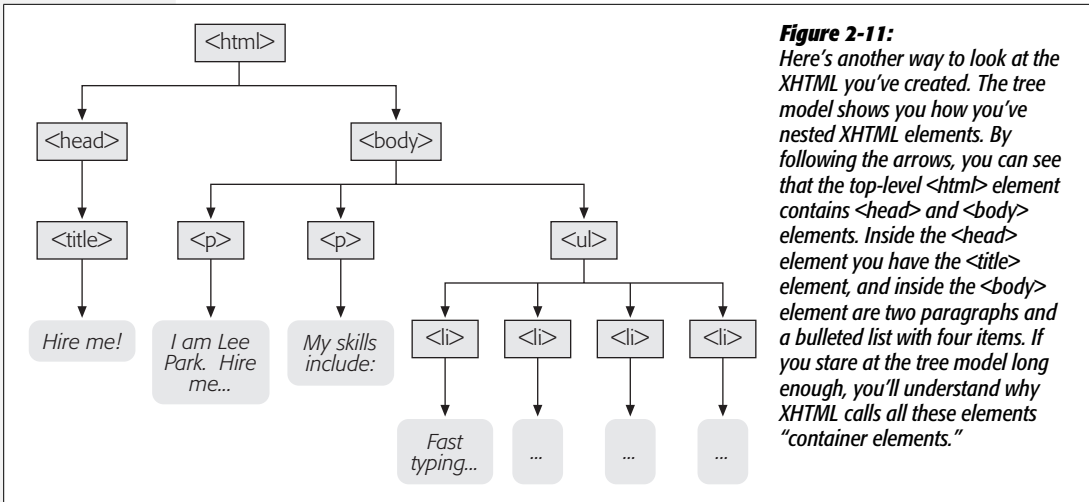 <html>
<head>
<body>
<title>
<p>
<p>
<ul>
Hire me!
I am Lee
Park. Hire
me...
My skills
include:
<li>
<li>
<li>
<li>
Fast
typing...
...
...
...
Figure 2-11:
Here's another way to look at the
XHTML you've created. The tree
model shows you how you've
nested XHTML elements. By
following the arrows, you can see
that the top-level <html> element
contains <head> and <body>
elements. Inside the <head>
element you have the <title>
element, and inside the <body>
element are two paragraphs and
a bulleted list with four items. If
you stare at the tree model long
enough, you'll understand why
XHTML calls all these elements
“container elements.”